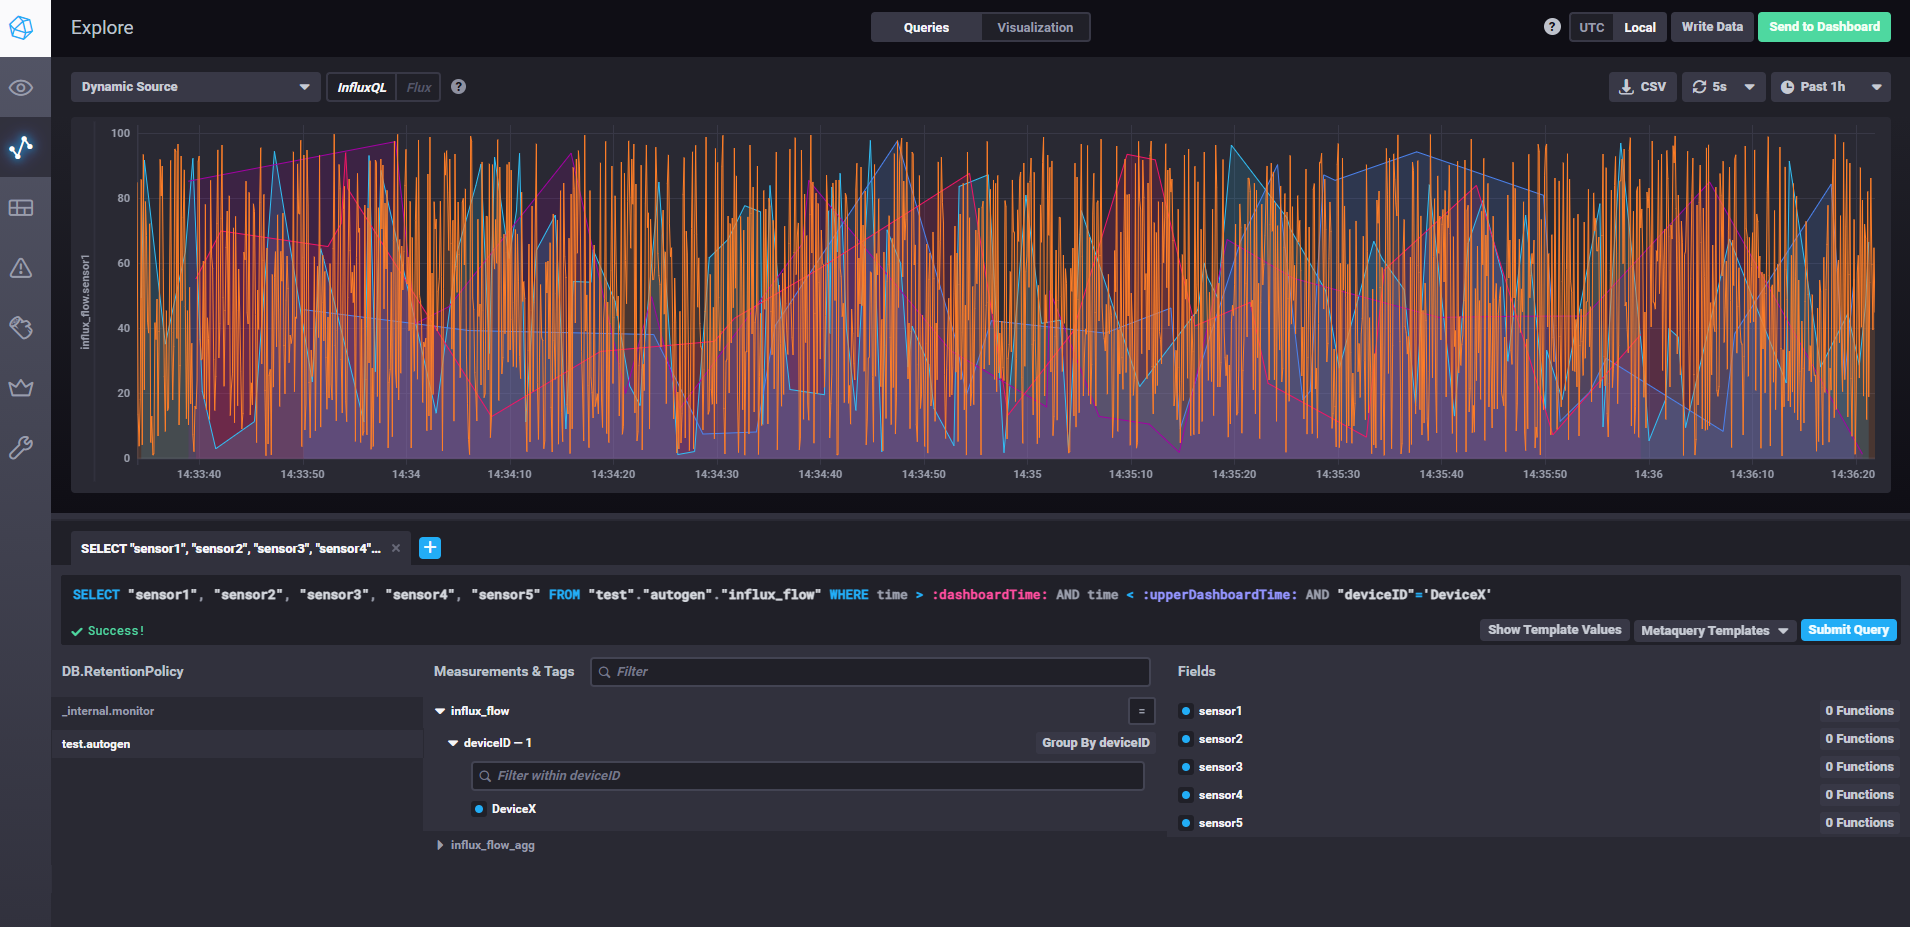 Explore
Queries Visualization
? UTC Local Write Data Send to Dashboard
Dynamic Source InfluxQL Flux ?
CSV 5s Past 1h
influx_flow.sensor1
100
80
60
40
20
0
14:33:40 14:33:50 14:34 14:34:10 14:34:20 14:34:30 14:34:40 14:34:50 14:35 14:35:10 14:35:20 14:35:30 14:35:40 14:35:50 14:36 14:36:10 14:36:20
SELECT "sensor1", "sensor2", "sensor3", "sensor4"... × +
SELECT "sensor1", "sensor2", "sensor3", "sensor4", "sensor5" FROM "test"."autogen"."influx_flow" WHERE time > :dashboardTime: AND time < :upperDashboardTime: AND "deviceID"='DeviceX'
Success!
Show Template Values Metaquery Templates Submit Query
DB.RetentionPolicy
_internal.monitor
test.autogen
Measurements & Tags Filter
influx_flow =
deviceID — 1 Group By deviceID
Filter within deviceID
DeviceX
influx_flow_agg
Fields
sensor1 0 Functions
sensor2 0 Functions
sensor3 0 Functions
sensor4 0 Functions
sensor5 0 Functions